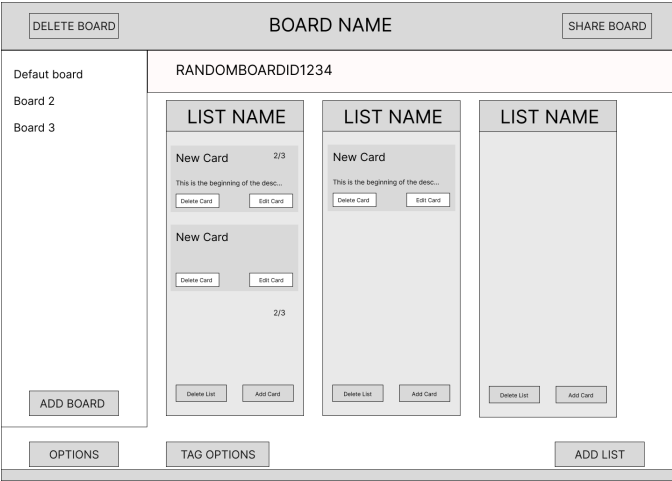 DELETE BOARD
BOARD NAME
SHARE BOARD
Defaut board
Board 2
Board 3
ADD BOARD
RANDOMBOARDID1234
LIST NAME
New Card 2/3
This is the beginning of the desc...
Delete Card Edit Card
New Card
Delete Card Edit Card
2/3
Delete List Add Card
LIST NAME
New Card
This is the beginning of the desc...
Delete Card Edit Card
Delete List Add Card
LIST NAME
Delete List Add Card
OPTIONS
TAG OPTIONS
ADD LIST